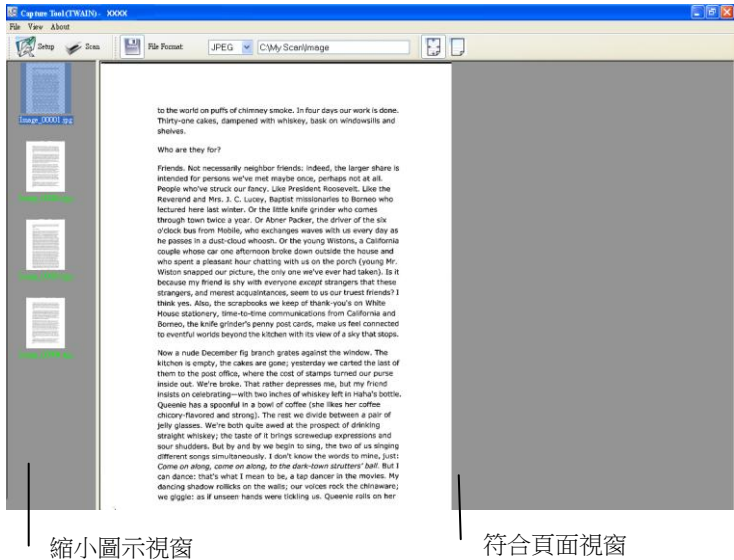 Capture Tool(TWAIN) - XXXX
File View About
Setup Scan File Format JPEG C:\My Scan\Image
Image_00001.jpg
to the world on puffs of chimney smoke. In four days our work is done.
Thirty-one cakes, dampened with whiskey, bask on windowsills and
shelves.
Who are they for?
Friends. Not necessarily neighbor friends: indeed, the larger share is
intended for persons we've met maybe once, perhaps not at all.
People who've struck our fancy. Like President Roosevelt. Like the
Reverend and Mrs. J. C. Lucey, Baptist missionaries to Borneo who
lectured here last winter. Or the little knife grinder who comes
through town twice a year. Or Abner Packer, the driver of the six
o'clock bus from Mobile, who exchanges waves with us every day as
he passes in a dust-cloud whoosh. Or the young Wistons, a California
couple whose car one afternoon broke down outside the house and
who spent a pleasant hour chatting with us on the porch (young Mr.
Wiston snapped our picture, the only one we've ever had taken). Is it
because my friend is shy with everyone except strangers that these
strangers, and merest acquaintances, seem to us our truest friends? I
think yes. Also, the scrapbooks we keep of thank-you's on White
House stationery, time-to-time communications from California and
Borneo, the knife grinder's penny post cards, make us feel connected
to eventful worlds beyond the kitchen with its view of a sky that stops.
Now a nude December fig branch grates against the window. The
kitchen is empty, the cakes are gone; yesterday we carted the last of
them to the post office, where the cost of stamps turned our purse
inside out. We're broke. That rather depresses me, but my friend
insists on celebrating—with two inches of whiskey left in Haha's bottle.
Queenie has a spoonful in a bowl of coffee (she likes her coffee
chicory-flavored and strong). The rest we divide between a pair of
jelly glasses. We're both quite awed at the prospect of drinking
straight whiskey; the taste of it brings screwedup expressions and
sour shudders. But by and by we begin to sing, the two of us singing
different songs simultaneously. I don't know the words to mine, just:
Come on along, come on along, to the dark-town strutters' ball. But I
can dance: that's what I mean to be, a tap dancer in the movies. My
dancing shadow rollicks on the walls; our voices rock the chinaware;
we giggle: as if unseen hands were tickling us. Queenie rolls on her
縮小圖示視窗
符合頁面視窗